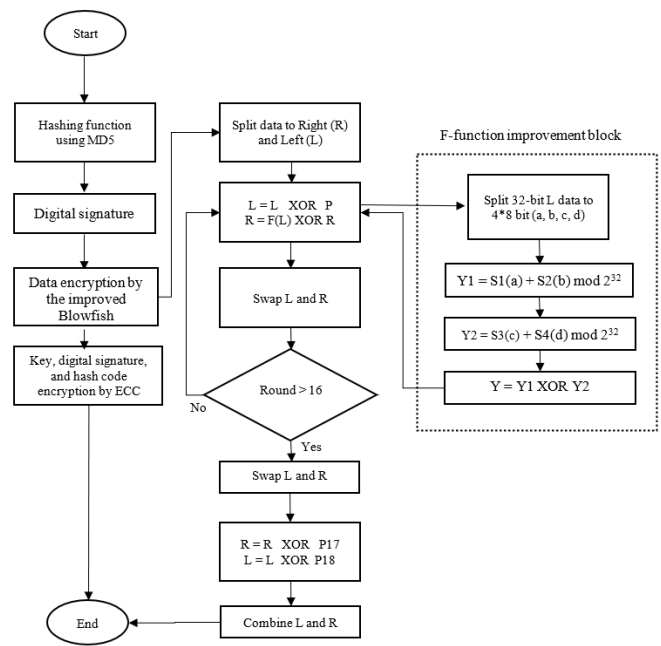 Start
Hashing function
using MD5
Digital signature
Data encryption by
the improved
Blowfish
Key, digital signature,
and hash code
encryption by ECC
End
Split data to Right (R)
and Left (L)
L = L XOR P
R = F(L) XOR R
Swap L and R
Round > 16
No
Yes
Swap L and R
R = R XOR P17
L = L XOR P18
Combine L and R
F-function improvement block
Split 32-bit L data to
4*8 bit (a, b, c, d)
Y1 = S1(a) + S2(b) mod 2³²
Y2 = S3(c) + S4(d) mod 2³²
Y = Y1 XOR Y2